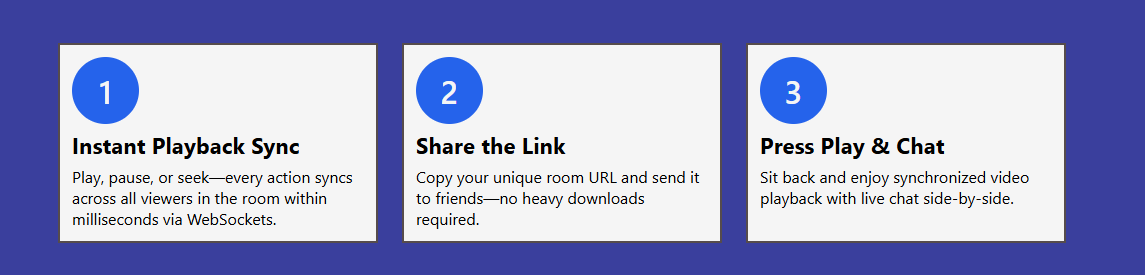 1
Instant Playback Sync
Play, pause, or seek—every action syncs
across all viewers in the room within
milliseconds via WebSockets.
2
Share the Link
Copy your unique room URL and send it
to friends—no heavy downloads
required.
3
Press Play & Chat
Sit back and enjoy synchronized video
playback with live chat side-by-side.